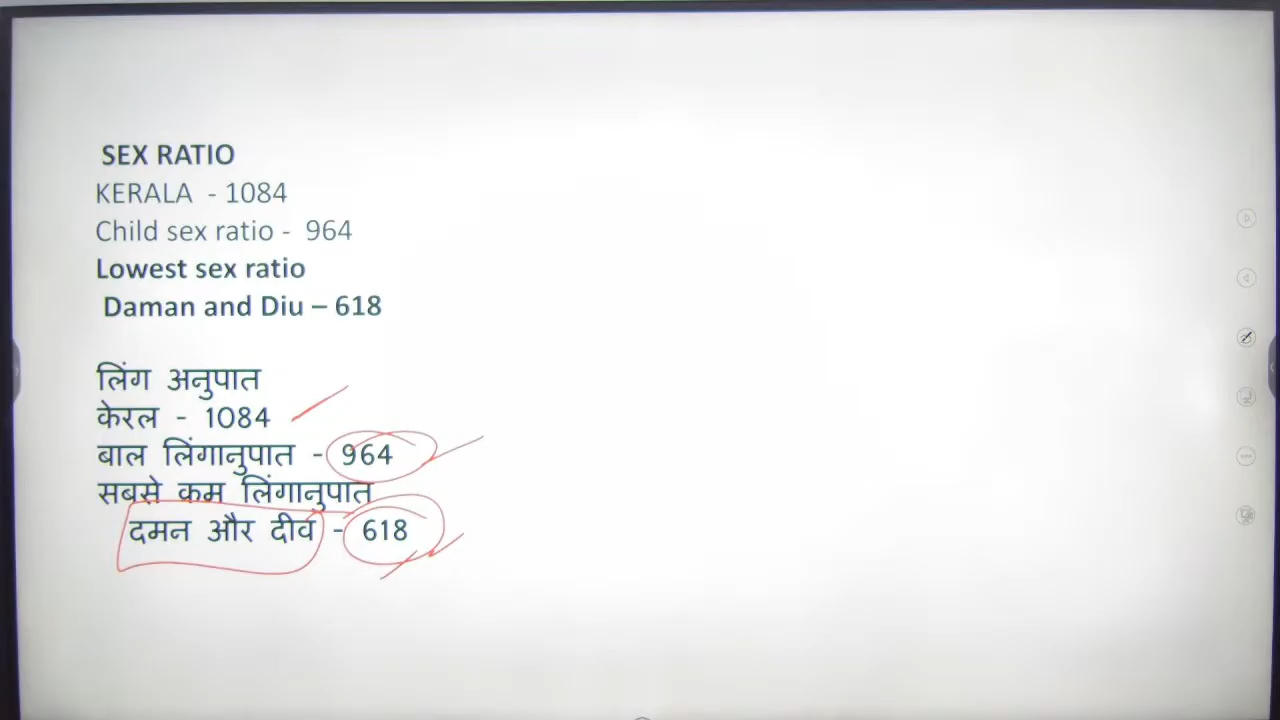 SEX RATIO
KERALA - 1084
Child sex ratio - 964
Lowest sex ratio
Daman and Diu – 618
लिंग अनुपात
केरल - 1084
बाल लिंगानुपात - 964
सबसे कम लिंगानुपात
दमन और दीव - 618